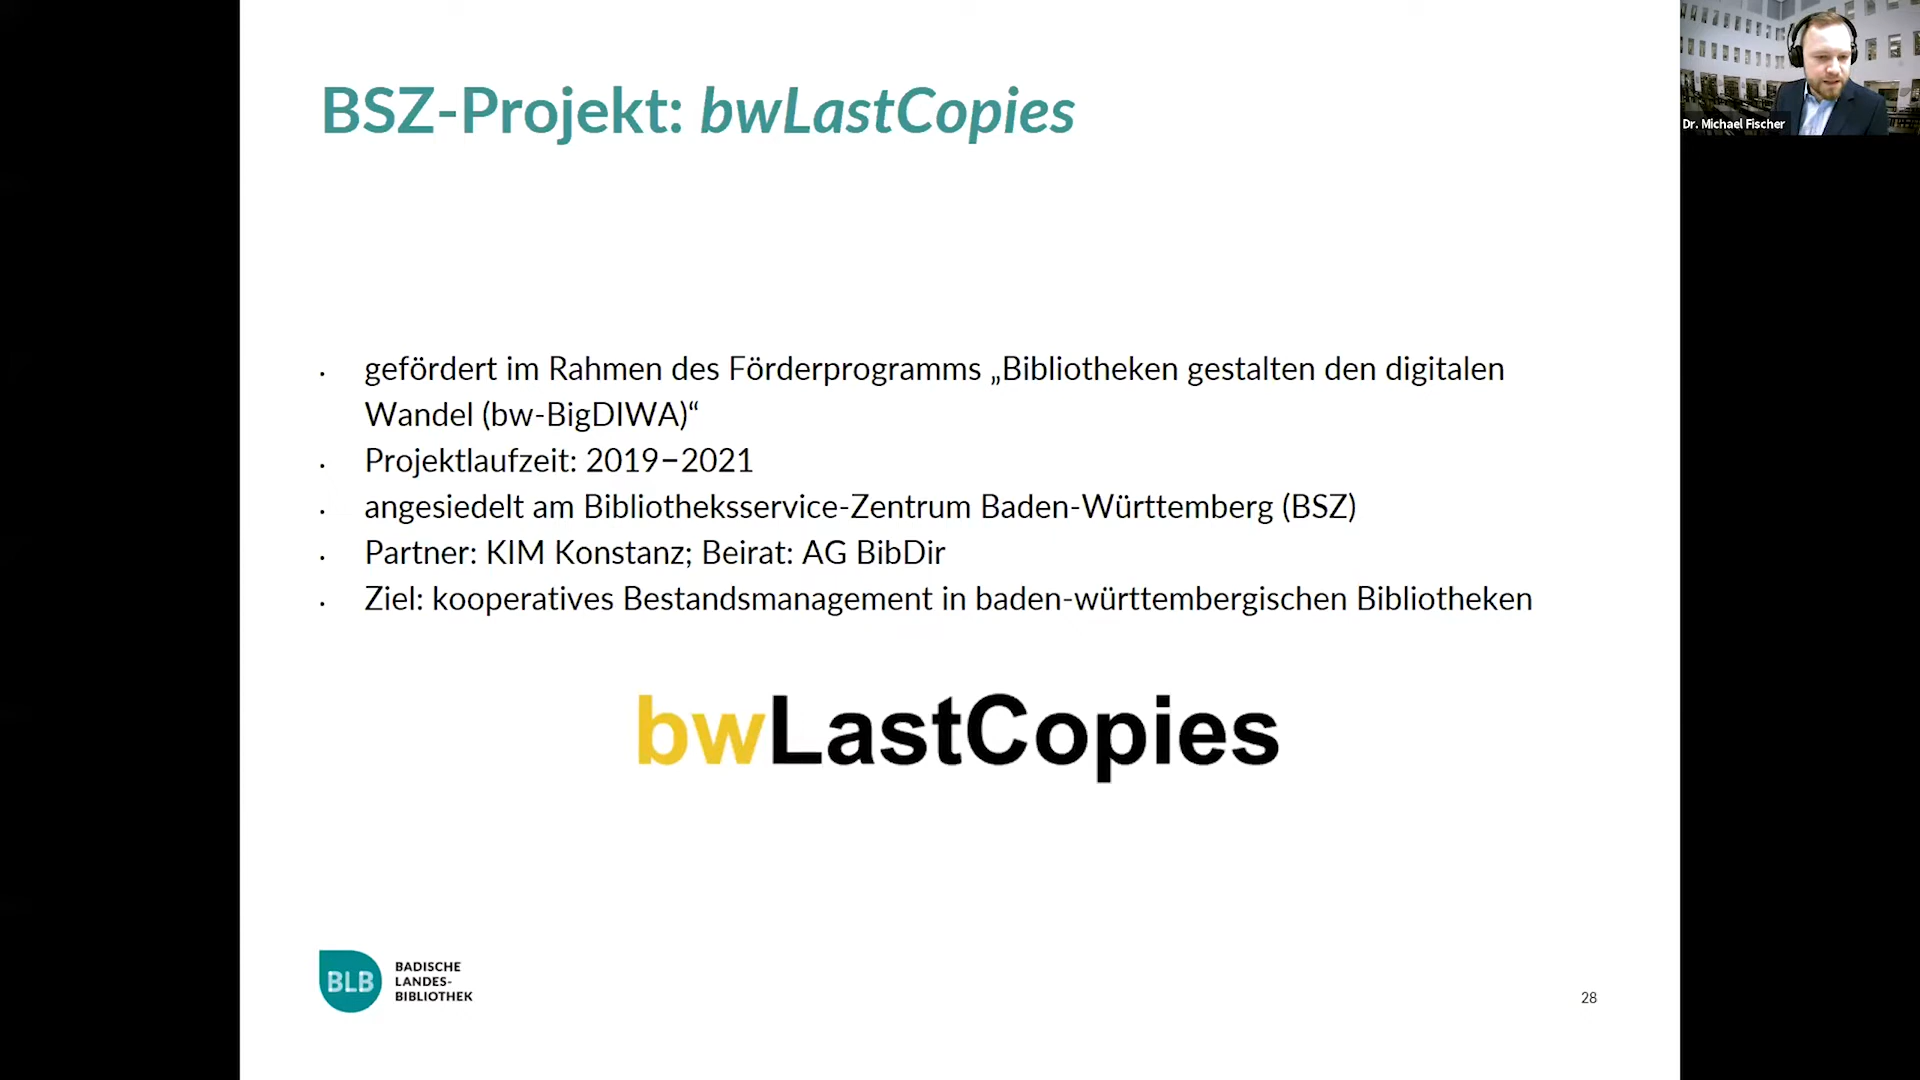 BSZ-Projekt: bwLastCopies
Dr. Michael Fischer
· gefördert im Rahmen des Förderprogramms „Bibliotheken gestalten den digitalen
Wandel (bw-BigDIWA)“
· Projektlaufzeit: 2019–2021
· angesiedelt am Bibliotheksservice-Zentrum Baden-Württemberg (BSZ)
· Partner: KIM Konstanz; Beirat: AG BibDir
· Ziel: kooperatives Bestandsmanagement in baden-württembergischen Bibliotheken
bwLastCopies
BLB
BADISCHE
LANDES-
BIBLIOTHEK
28